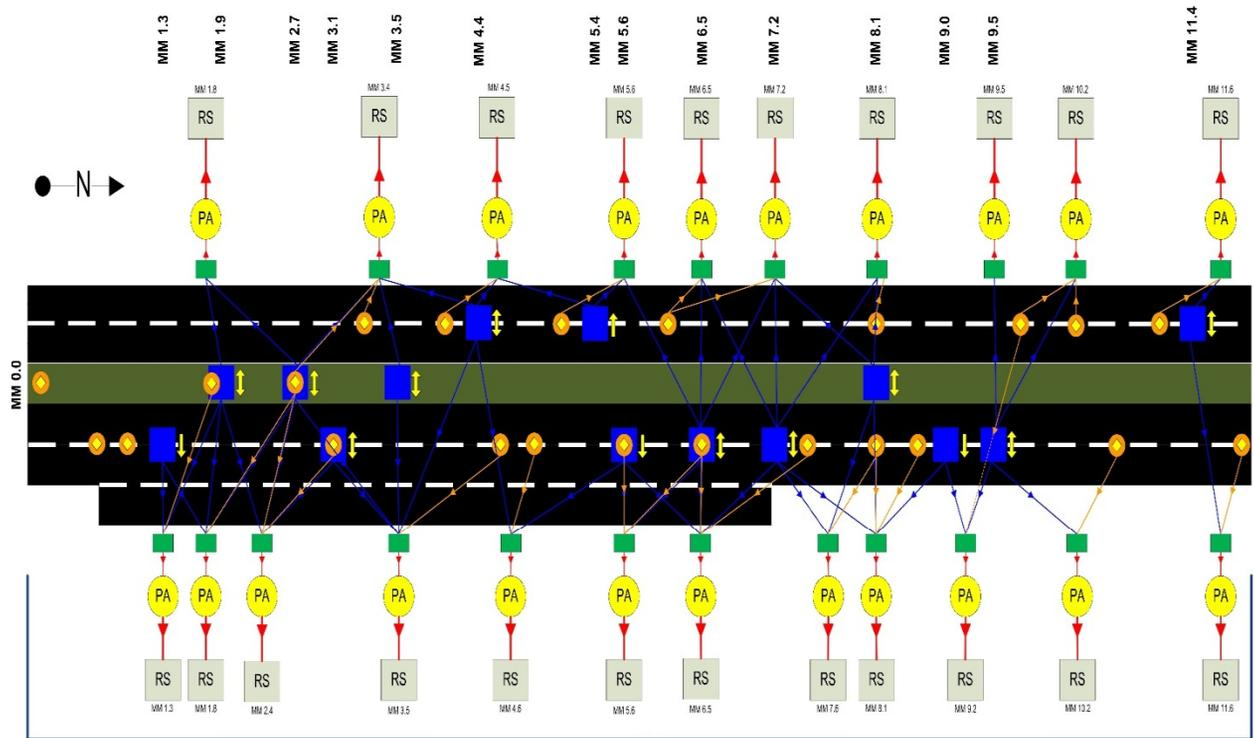 MM 1.3
MM 1.9
MM 2.7
MM 3.1
MM 3.5
MM 4.4
MM 5.4
MM 5.6
MM 6.5
MM 7.2
MM 8.1
MM 9.0
MM 9.5
MM 11.4
MM 1.8
MM 3.4
MM 4.5
MM 5.6
MM 6.5
MM 7.2
MM 8.1
MM 9.5
MM 10.2
MM 11.6
RS
RS
RS
RS
RS
RS
RS
RS
RS
RS
N
PA
PA
PA
PA
PA
PA
PA
PA
PA
PA
MM 0.0
PA
PA
PA
PA
PA
PA
PA
PA
PA
PA
PA
PA
RS
RS
RS
RS
RS
RS
RS
RS
RS
RS
RS
RS
MM 1.3
MM 1.8
MM 2.4
MM 3.5
MM 4.6
MM 5.6
MM 6.5
MM 7.6
MM 8.1
MM 9.2
MM 10.2
MM 11.6